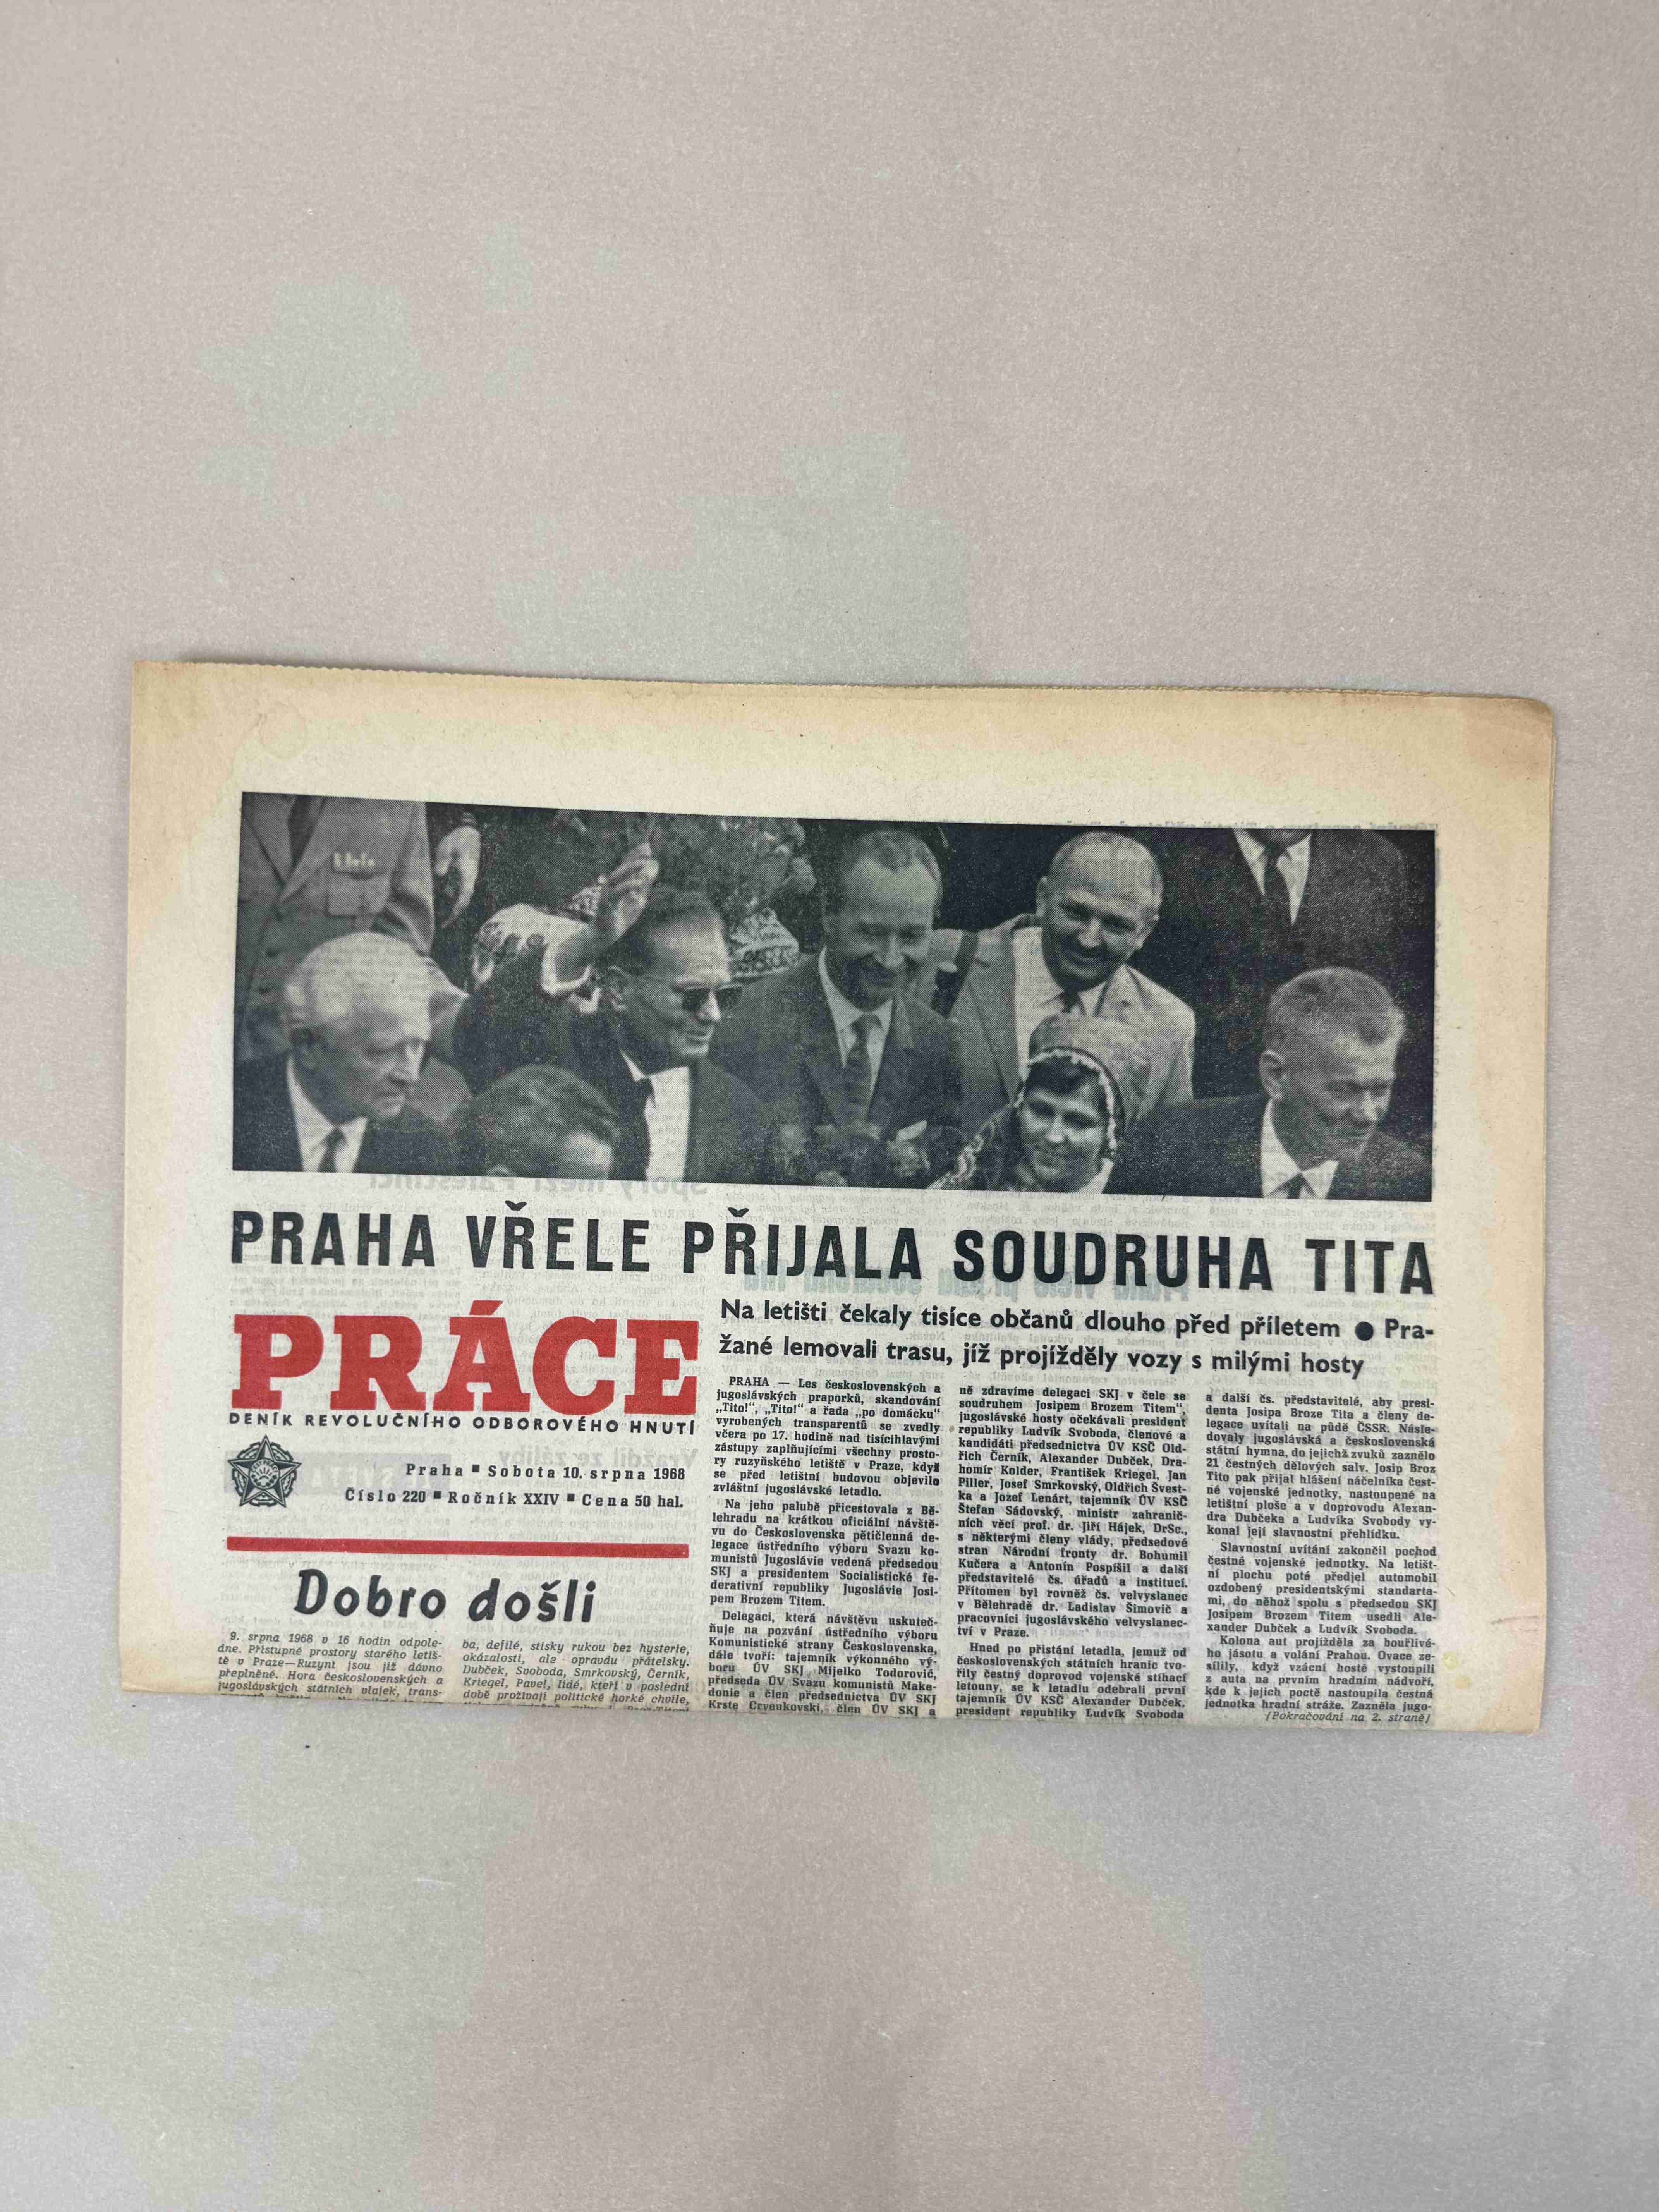 PRAHA VŘELE PŘIJALA SOUDRUHA TITA
PRÁCE
DENÍK REVOLUČNÍHO ODBOROVÉHO HNUTÍ
Praha ■ Sobota 10. srpna 1968
Číslo 220 ■ Ročník XXIV ■ Cena 50 hal.
Na letišti čekaly tisíce občanů dlouho před příletem ● Pra-
žané lemovali trasu, jíž projížděly vozy s milými hosty
Dobro došli
9. srpna 1968 v 16 hodin odpole-
dne. Přístupné prostory starého letiš-
tě v Praze—Ruzyni jsou již dávno
přeplněné. Hora československých a
jugoslávských státních vlajek, trans-
ba, defilé, stisky rukou bez hysterie,
okázalosti, ale opravdu přátelsky.
Dubček, Svoboda, Smrkovský, Černík,
Kriegel, Pavel, lidé, kteří v poslední
době prožívají politické horké chvíle,
PRAHA — Les československých a
jugoslávských praporků, skandování
„Tito!“, „Tito!“ a řada „po domácku“
vyrobených transparentů se zvedly
včera po 17. hodině nad tisícihlavými
zástupy zaplňujícími všechny prosto-
ry ruzyňského letiště v Praze, když
se před letištní budovou objevilo
zvláštní jugoslávské letadlo.
Na jeho palubě přicestovala z Bě-
lehradu na krátkou oficiální návště-
vu do Československa pětičlenná de-
legace ústředního výboru Svazu ko-
munistů Jugoslávie vedená předsedou
SKJ a presidentem Socialistické fe-
derativní republiky Jugoslávie Josi-
pem Brozem Titem.
Delegaci, která návštěvu uskuteč-
ňuje na pozvání ústředního výboru
Komunistické strany Československa,
dále tvoří: tajemník výkonného vý-
boru ÚV SKJ Mijelko Todorovič,
předseda ÚV Svazu komunistů Make-
donie a člen předsednictva ÚV SKJ
Krste Crvenkovski, člen ÚV SKJ a
ně zdravíme delegaci SKJ v čele se
soudruhem Josipem Brozem Titem“,
jugoslávské hosty očekávali president
republiky Ludvík Svoboda, členové a
kandidáti předsednictva ÚV KSČ Old-
řich Černík, Alexander Dubček, Dra-
homír Kolder, František Kriegel, Jan
Piller, Josef Smrkovský, Oldřich Švest-
ka a Jozef Lenárt, tajemník ÚV KSČ
Štefan Sádovský, ministr zahranič-
ních věcí prof. dr. Jiří Hájek, DrSc.,
s některými členy vlády, předsedové
stran Národní fronty dr. Bohumil
Kučera a Antonín Pospíšil a další
představitelé čs. úřadů a institucí.
Přítomen byl rovněž čs. velvyslanec
v Bělehradě dr. Ladislav Šimovič a
pracovníci jugoslávského velvyslanec-
tví v Praze.
Hned po přistání letadla, jemuž od
československých státních hranic tvo-
řily čestný doprovod vojenské stíhací
letouny, se k letadlu odebrali první
tajemník ÚV KSČ Alexander Dubček,
president republiky Ludvík Svoboda
a další čs. představitelé, aby presi-
denta Josipa Broze Tita a členy de-
legace uvítali na půdě ČSSR. Násle-
dovaly jugoslávská a československá
státní hymna, do jejichž zvuků zaznělo
21 čestných dělových salv. Josip Broz
Tito pak přijal hlášení náčelníka čest-
né vojenské jednotky, nastoupené na
letištní ploše a v doprovodu Alexan-
dra Dubčeka a Ludvíka Svobody vy-
konal její slavnostní přehlídku.
Slavnostní uvítání zakončil pochod
čestné vojenské jednotky. Na letišt-
ní plochu poté předjel automobil
ozdobený presidentskými standarta-
mi, do něhož spolu s předsedou SKJ
Josipem Brozem Titem usedli Ale-
xander Dubček a Ludvík Svoboda.
Kolona aut projížděla za bouřlivé-
ho jásotu a volání Prahou. Ovace ze-
sílily, když vzácní hosté vystoupili
z auta na prvním hradním nádvoří,
kde k jejich poctě nastoupila čestná
jednotka hradní stráže. Zazněla jugo-
(Pokračování na 2. straně)